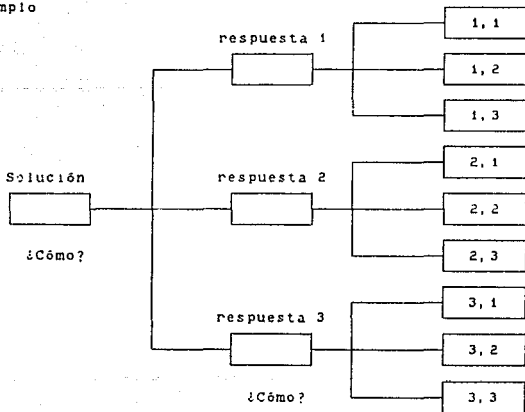 1, 1
respuesta 1
1, 2
1, 3
2, 1
Solución
respuesta 2
2, 2
¿Cómo?
2, 3
3, 1
respuesta 3
3, 2
¿Cómo?
3, 3